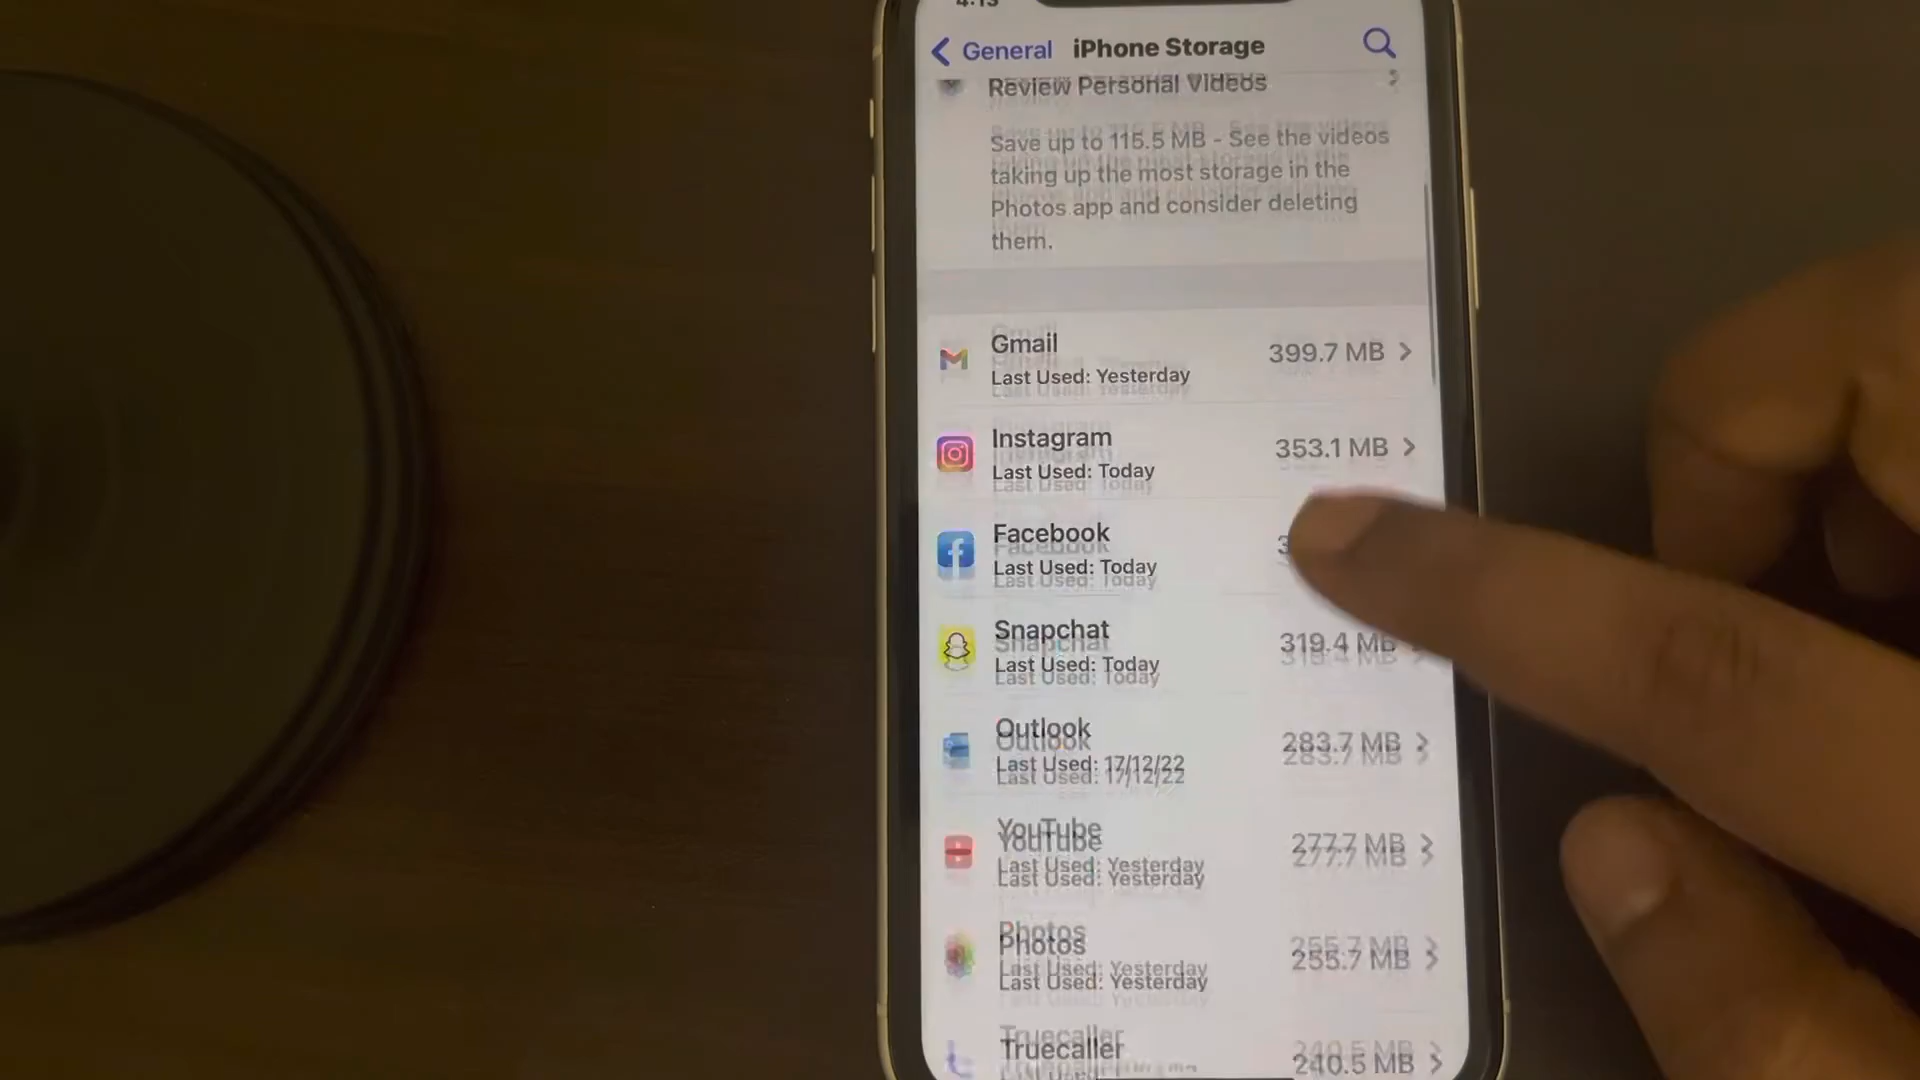 General iPhone Storage
Review Personal Videos
Save up to 115.5 MB - See the videos
taking up the most storage in the
Photos app and consider deleting
them.
Gmail
399.7 MB
Last Used: Yesterday
Instagram
353.1 MB
Last Used: Today
Facebook
Last Used: Today
Snapchat
319.4 MB
Last Used: Today
Outlook
283.7 MB
Last Used: 17/12/22
YouTube
277.7 MB
Last Used: Yesterday
Photos
255.7 MB
Last Used: Yesterday
Truecaller
240.5 MB